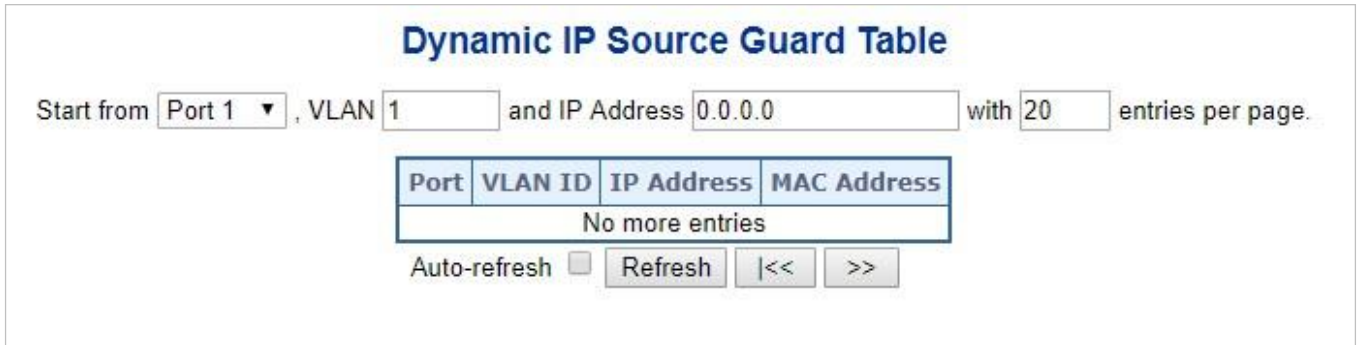 Dynamic IP Source Guard Table
Start from Port 1 ▼ , VLAN 1 and IP Address 0.0.0.0 with 20 entries per page.
Port VLAN ID IP Address MAC Address
No more entries
Auto-refresh Refresh |<< >>